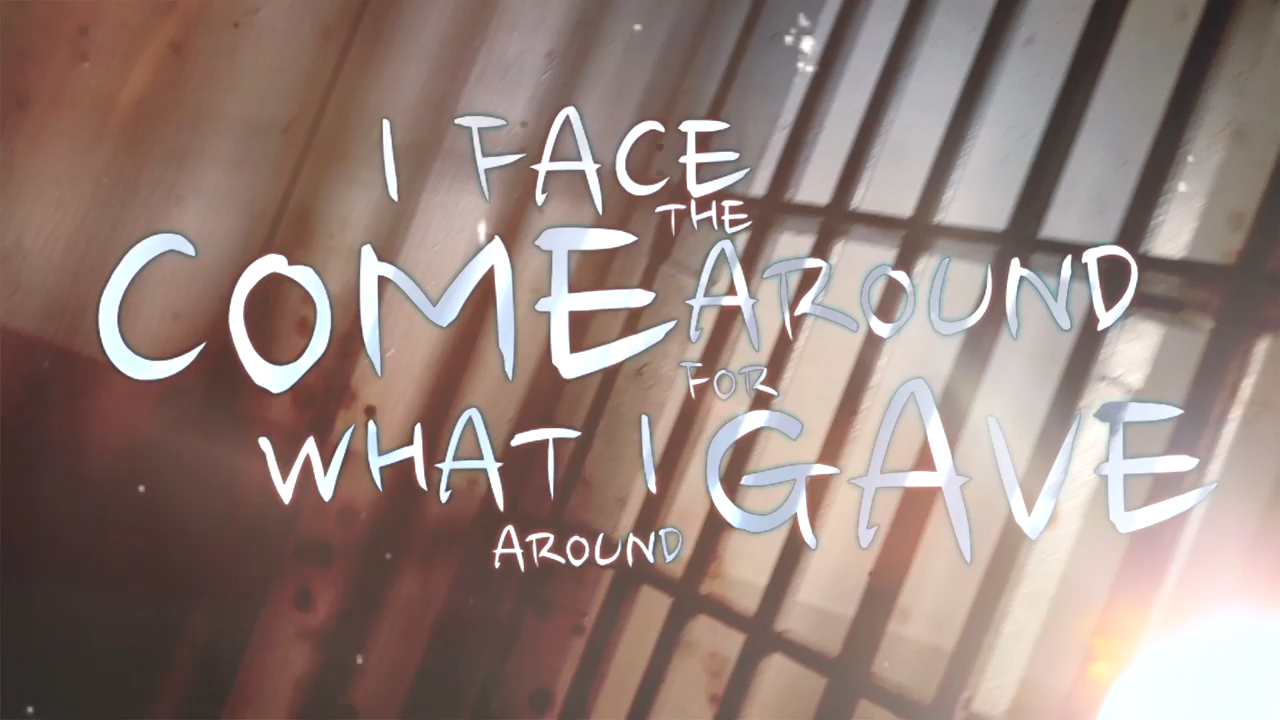 I FACE
THE
COME AROUND
FOR
WHAT I GAVE
AROUND